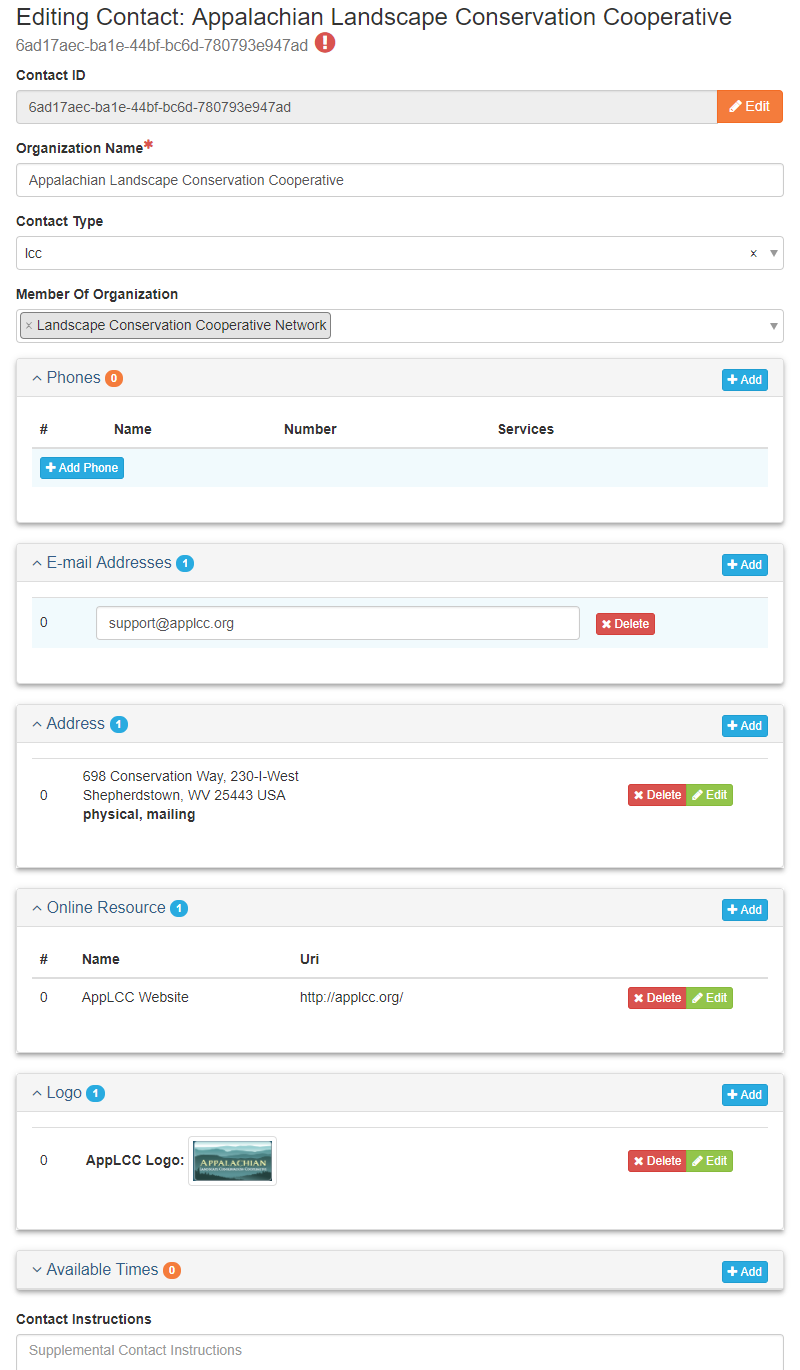 Editing Contact: Appalachian Landscape Conservation Cooperative
6ad17aec-ba1e-44bf-bc6d-780793e947ad
Contact ID
6ad17aec-ba1e-44bf-bc6d-780793e947ad Edit
Organization Name*
Appalachian Landscape Conservation Cooperative
Contact Type
lcc ×
Member Of Organization
× Landscape Conservation Cooperative Network
Phones 0 + Add
# Name Number Services
+ Add Phone
E-mail Addresses 1 + Add
0 support@applcc.org Delete
Address 1 + Add
698 Conservation Way, 230-I-West
0 Shepherdstown, WV 25443 USA Delete Edit
physical, mailing
Online Resource 1 + Add
# Name Uri
0 AppLCC Website http://applcc.org/ Delete Edit
Logo 1 + Add
0 AppLCC Logo: APPALACHIAN Delete Edit
LANDSCAPE CONSERVATION COOPERATIVE
Available Times 0 + Add
Contact Instructions
Supplemental Contact Instructions